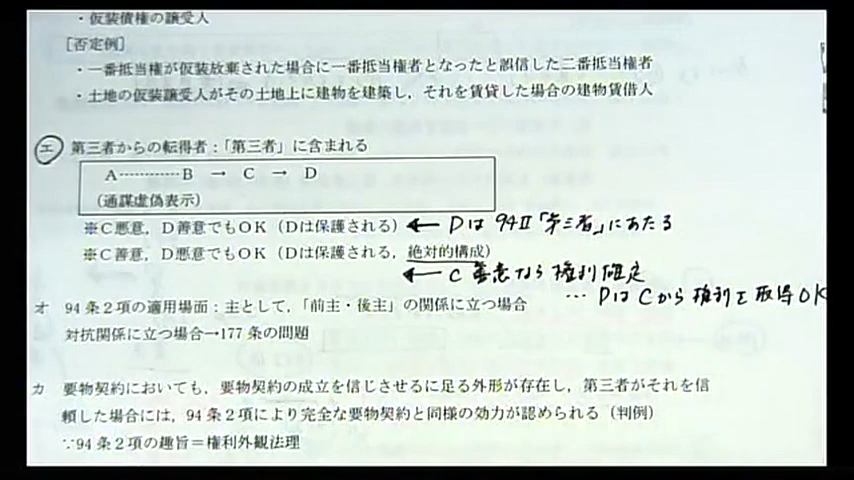 ・仮装債権の譲受人
［否定例］
・一番抵当権が仮装放棄された場合に一番抵当権者となったと誤信した二番抵当権者
・土地の仮装譲受人がその土地上に建物を建築し，それを賃貸した場合の建物賃借人
エ 第三者からの転得者：「第三者」に含まれる
A…………B → C → D
（通謀虚偽表示）
※C悪意，D善意でもOK（Dは保護される） ← Dは94Ⅱ「第三者」にあたる
※C善意，D悪意でもOK（Dは保護される，絶対的構成）
← C善意なら権利確定
… DはCから権利を取得OK
オ 94条2項の適用場面：主として，「前主・後主」の関係に立つ場合
対抗関係に立つ場合→177条の問題
カ 要物契約においても，要物契約の成立を信じさせるに足る外形が存在し，第三者がそれを信
頼した場合には，94条2項により完全な要物契約と同様の効力が認められる（判例）
∵94条2項の趣旨＝権利外観法理